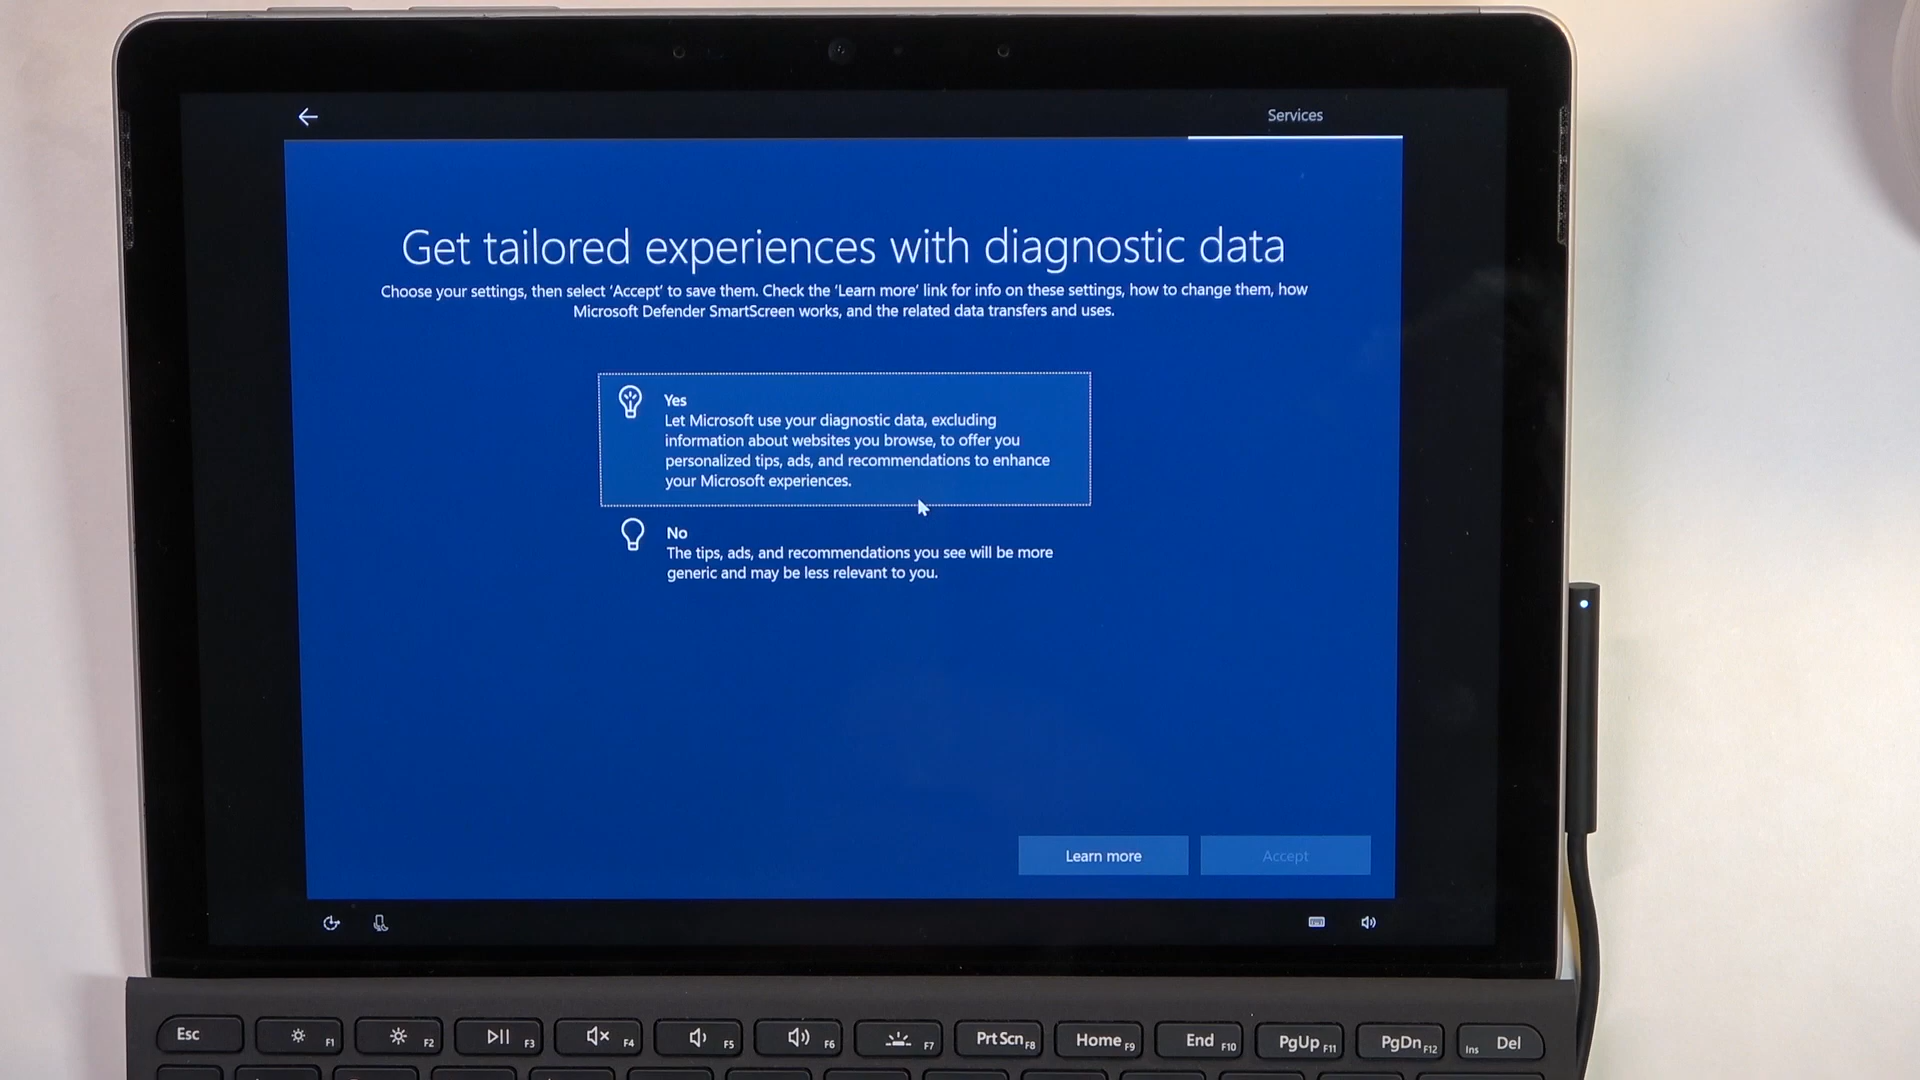 Services
Get tailored experiences with diagnostic data
Choose your settings, then select ‘Accept’ to save them. Check the ‘Learn more’ link for info on these settings, how to change them, how
Microsoft Defender SmartScreen works, and the related data transfers and uses.
Yes
Let Microsoft use your diagnostic data, excluding
information about websites you browse, to offer you
personalized tips, ads, and recommendations to enhance
your Microsoft experiences.
No
The tips, ads, and recommendations you see will be more
generic and may be less relevant to you.
Learn more Accept
Esc F1 F2 F3 F4 F5 F6 F7 PrtScn F8 Home F9 End F10 PgUp F11 PgDn F12 Ins Del